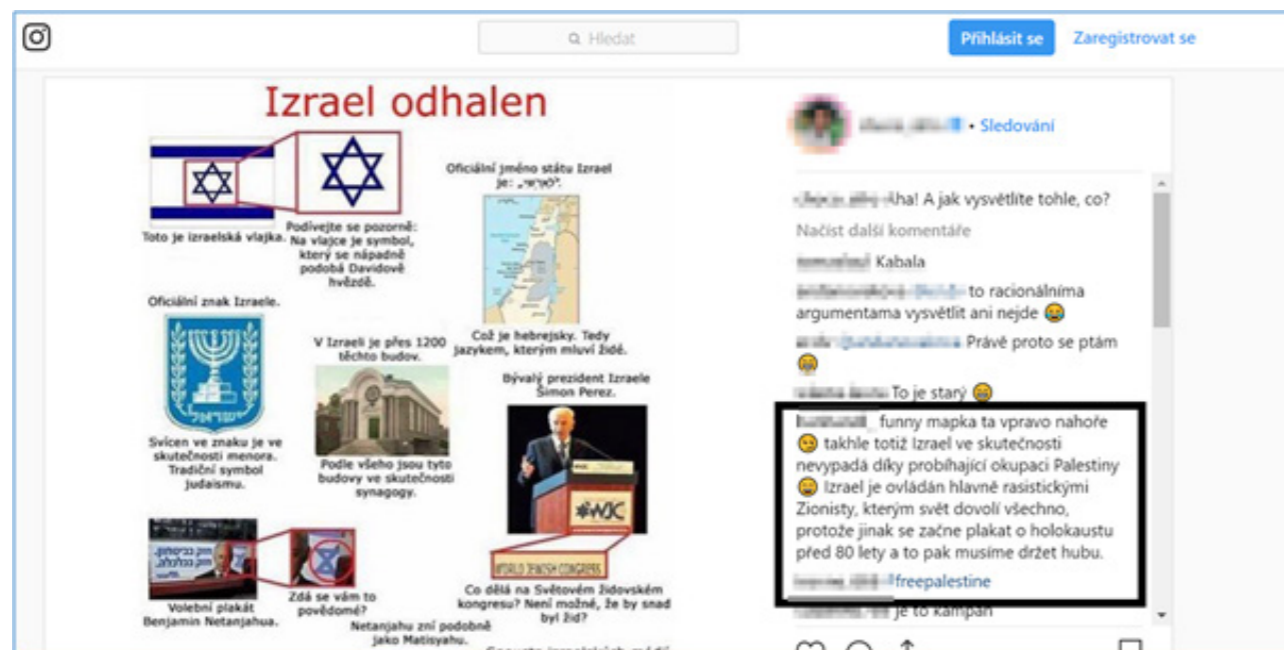 Hledat
Přihlásit se
Zaregistrovat se
Izrael odhalen
Toto je izraelská vlajka.
Podívejte se pozorně:
Na vlajce je symbol,
který se nápadně
podobá Davidově
hvězdě.
Oficiální jméno státu Izrael
je:
Což je hebrejsky. Tedy
jazykem, kterým mluví židé.
Oficiální znak Izraele.
ישראל
Svícen ve znaku je ve
skutečnosti menora.
Tradiční symbol
judaismu.
V Izraeli je přes 1200
těchto budov.
Podle všeho jsou tyto
budovy ve skutečnosti
synagogy.
Bývalý prezident Izraele
Šimon Perez.
WJC
WORLD JEWISH CONGRESS
Co dělá na Světovém židovském
kongresu? Není možné, že by snad
byl žid?
חזק בביטחון,
חזק בכלכלה.
Volební plakát
Benjamin Netanjahua.
Zdá se vám to
povědomé?
Netanjahu zní podobně
jako Matisyahu.
• Sledování
Aha! A jak vysvětlíte tohle, co?
Načíst další komentáře
Kabala
to racionálníma
argumentama vysvětlit ani nejde
Právě proto se ptám
To je starý
funny mapka ta vpravo nahoře
takhle totiž Izrael ve skutečnosti
nevypadá díky probíhající okupaci Palestiny
Izrael je ovládán hlavně rasistickými
Zionisty, kterým svět dovolí všechno,
protože jinak se začne plakat o holokaustu
před 80 lety a to pak musíme držet hubu.
#freepalestine
je to kampaň